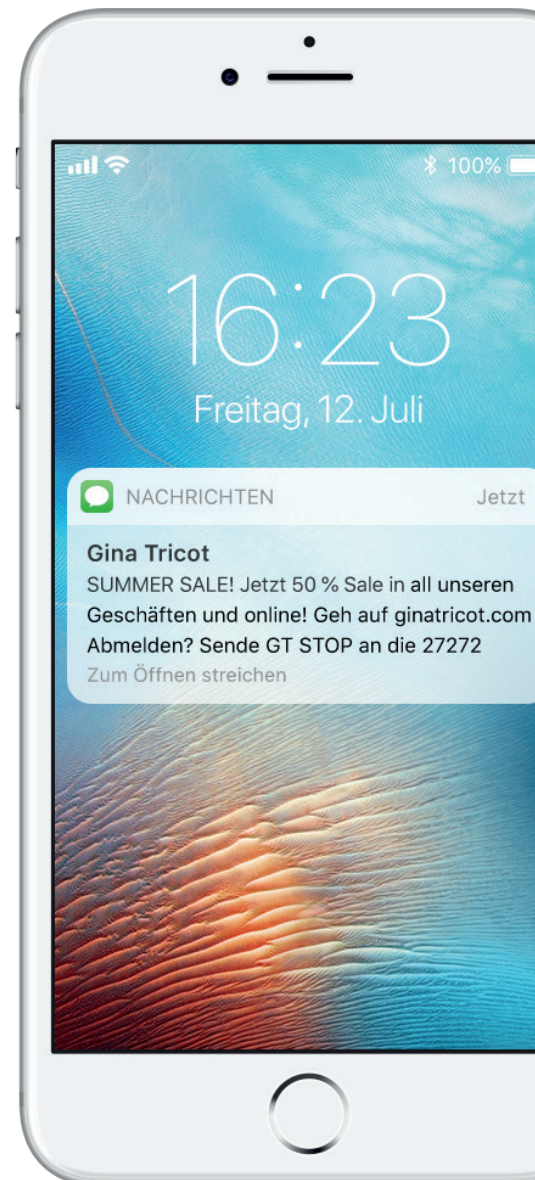 100%
16:23
Freitag, 12. Juli
NACHRICHTEN Jetzt
Gina Tricot
SUMMER SALE! Jetzt 50 % Sale in all unseren
Geschäften und online! Geh auf ginatricot.com
Abmelden? Sende GT STOP an die 27272
Zum Öffnen streichen